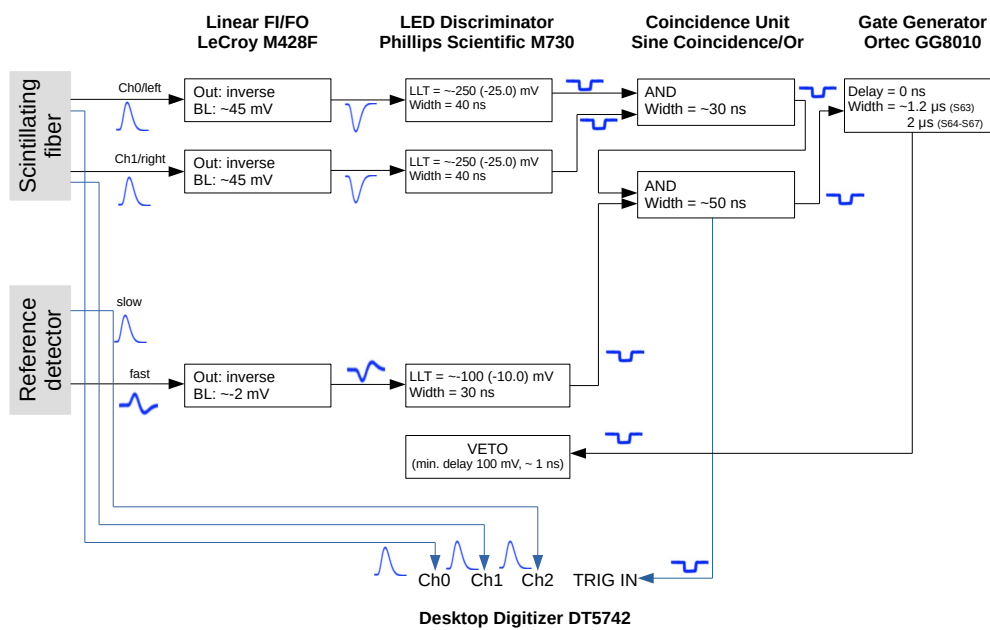 Linear FI/FO
LeCroy M428F
LED Discriminator
Phillips Scientific M730
Coincidence Unit
Sine Coincidence/Or
Gate Generator
Ortec GG8010
Scintillating
fiber
Ch0/left
Out: inverse
BL: ~45 mV
LLT = ~-250 (-25.0) mV
Width = 40 ns
AND
Width = ~30 ns
Delay = 0 ns
Width = ~1.2 µs (S63)
2 µs (S64-S67)
Ch1/right
Out: inverse
BL: ~45 mV
LLT = ~-250 (-25.0) mV
Width = 40 ns
AND
Width = ~50 ns
Reference
detector
slow
fast
Out: inverse
BL: ~-2 mV
LLT = ~-100 (-10.0) mV
Width = 30 ns
VETO
(min. delay 100 mV, ~ 1 ns)
Ch0
Ch1
Ch2
TRIG IN
Desktop Digitizer DT5742